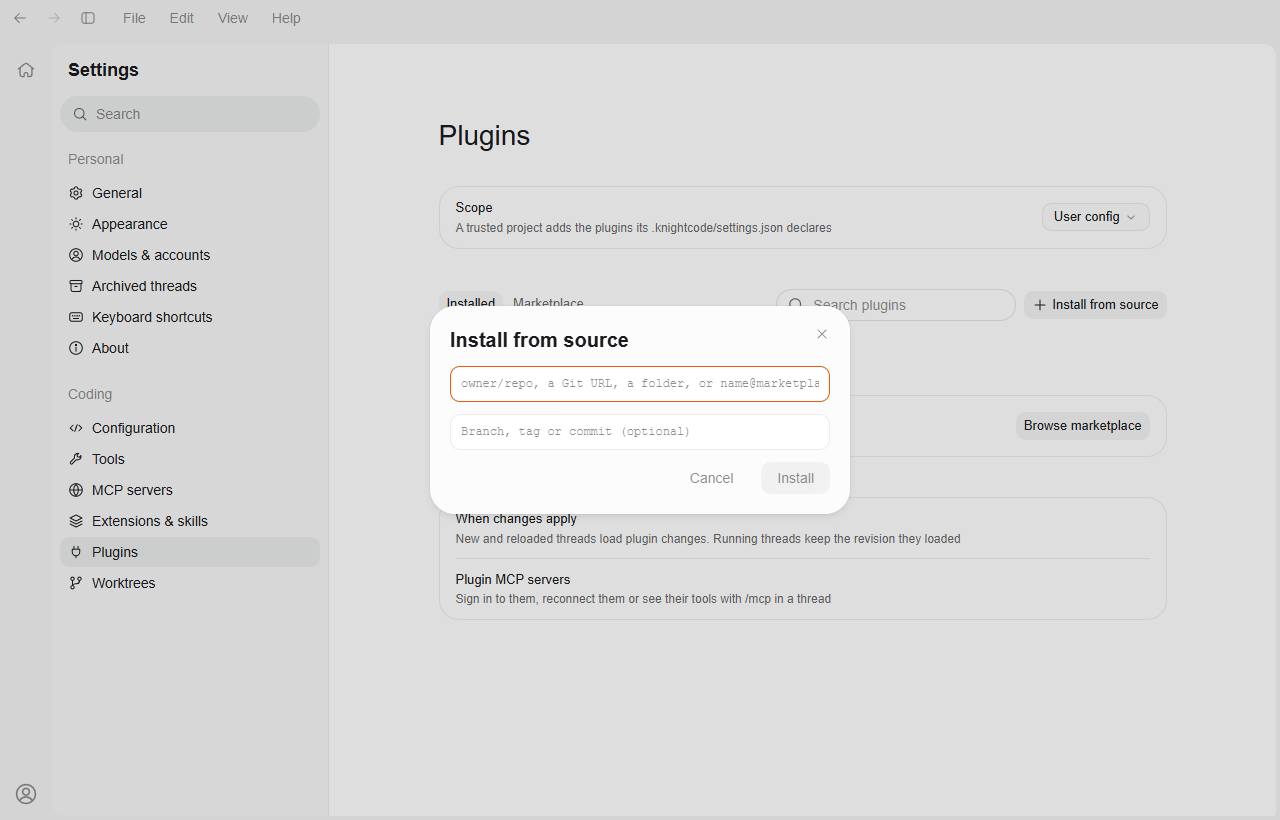 File Edit View Help
Settings
Search
Personal
General
Appearance
Models & accounts
Archived threads
Keyboard shortcuts
About
Coding
Configuration
Tools
MCP servers
Extensions & skills
Plugins
Worktrees
Plugins
Scope
A trusted project adds the plugins its .knightcode/settings.json declares
User config
Installed Marketplace
Search plugins
Install from source
Install from source
owner/repo, a Git URL, a folder, or name@marketpla
Branch, tag or commit (optional)
Cancel Install
Browse marketplace
When changes apply
New and reloaded threads load plugin changes. Running threads keep the revision they loaded
Plugin MCP servers
Sign in to them, reconnect them or see their tools with /mcp in a thread